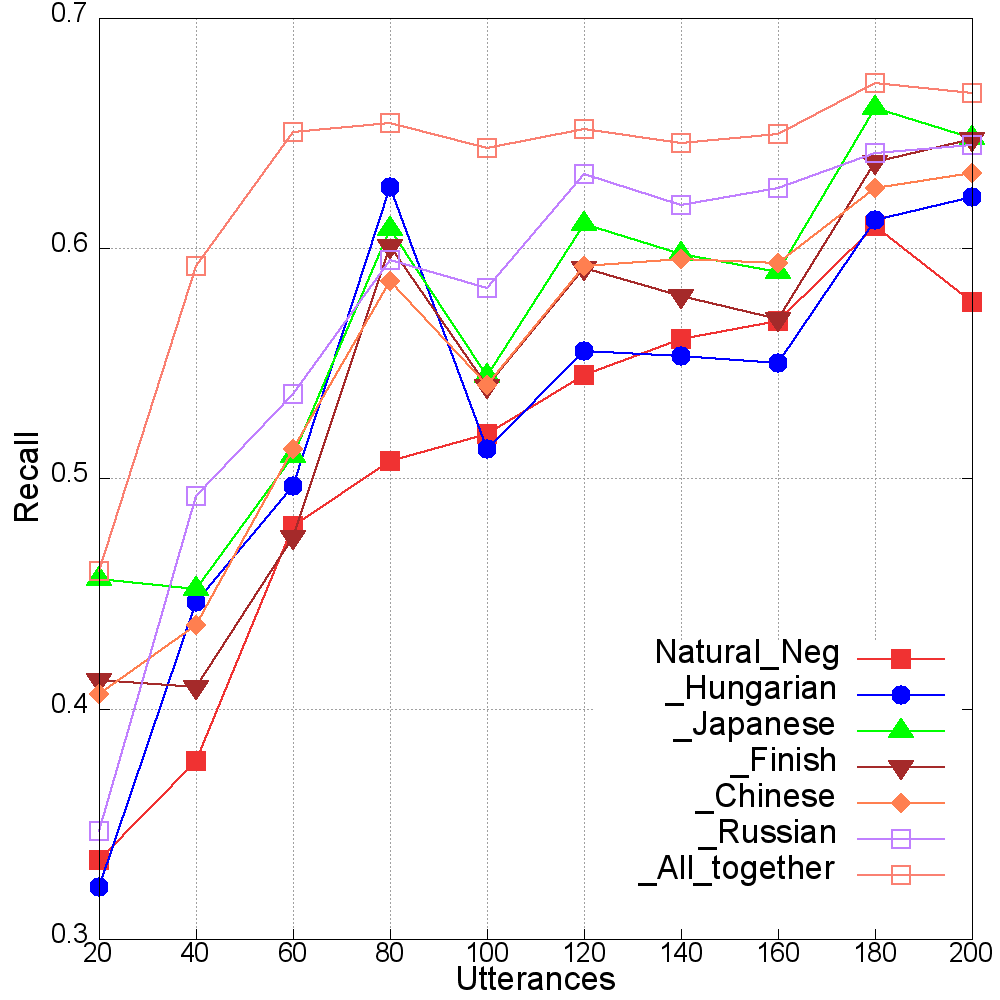 0.7
0.6
0.5
0.4
0.3
Recall
Natural_Neg
_Hungarian
_Japanese
_Finish
_Chinese
_Russian
_All_together
20 40 60 80 100 120 140 160 180 200
Utterances